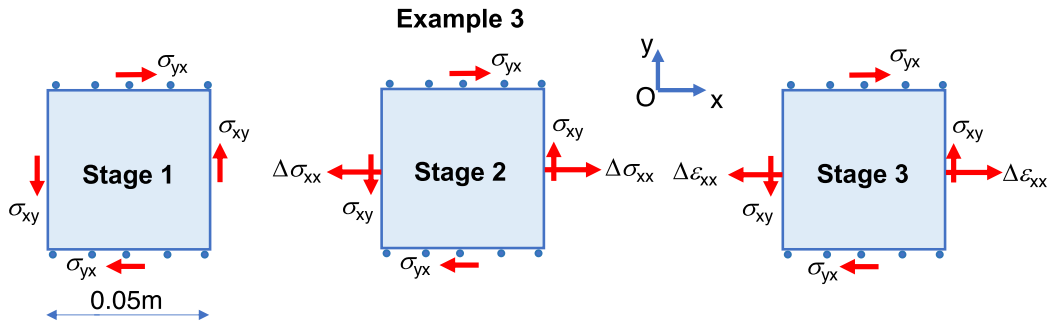 Example 3
σyx
σxy
Stage 1
σxy
σyx
0.05m
σyx
σxy
Δσxx
Stage 2
Δσxx
σxy
σyx
y
O
x
σyx
σxy
Δεxx
Stage 3
Δεxx
σxy
σyx